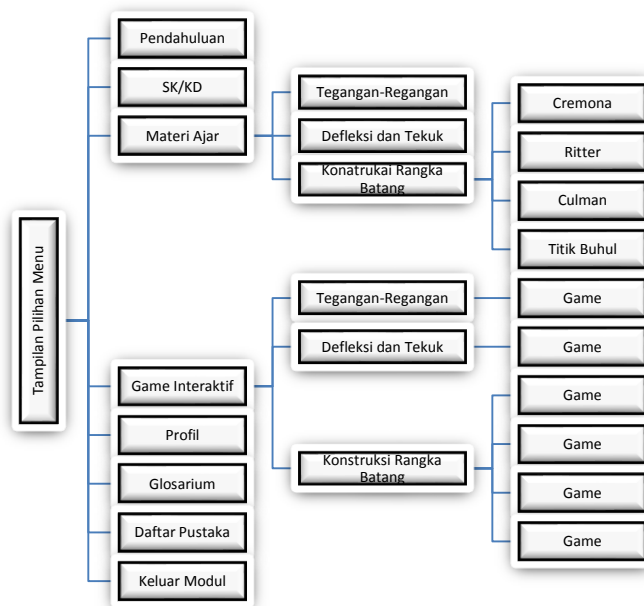 Tampilan Pilihan Menu
Pendahuluan
SK/KD
Materi Ajar
Tegangan-Regangan
Defleksi dan Tekuk
Konatrukai Rangka
Batang
Cremona
Ritter
Culman
Titik Buhul
Game Interaktif
Tegangan-Regangan
Game
Defleksi dan Tekuk
Game
Konstruksi Rangka
Batang
Game
Game
Game
Game
Profil
Glosarium
Daftar Pustaka
Keluar Modul